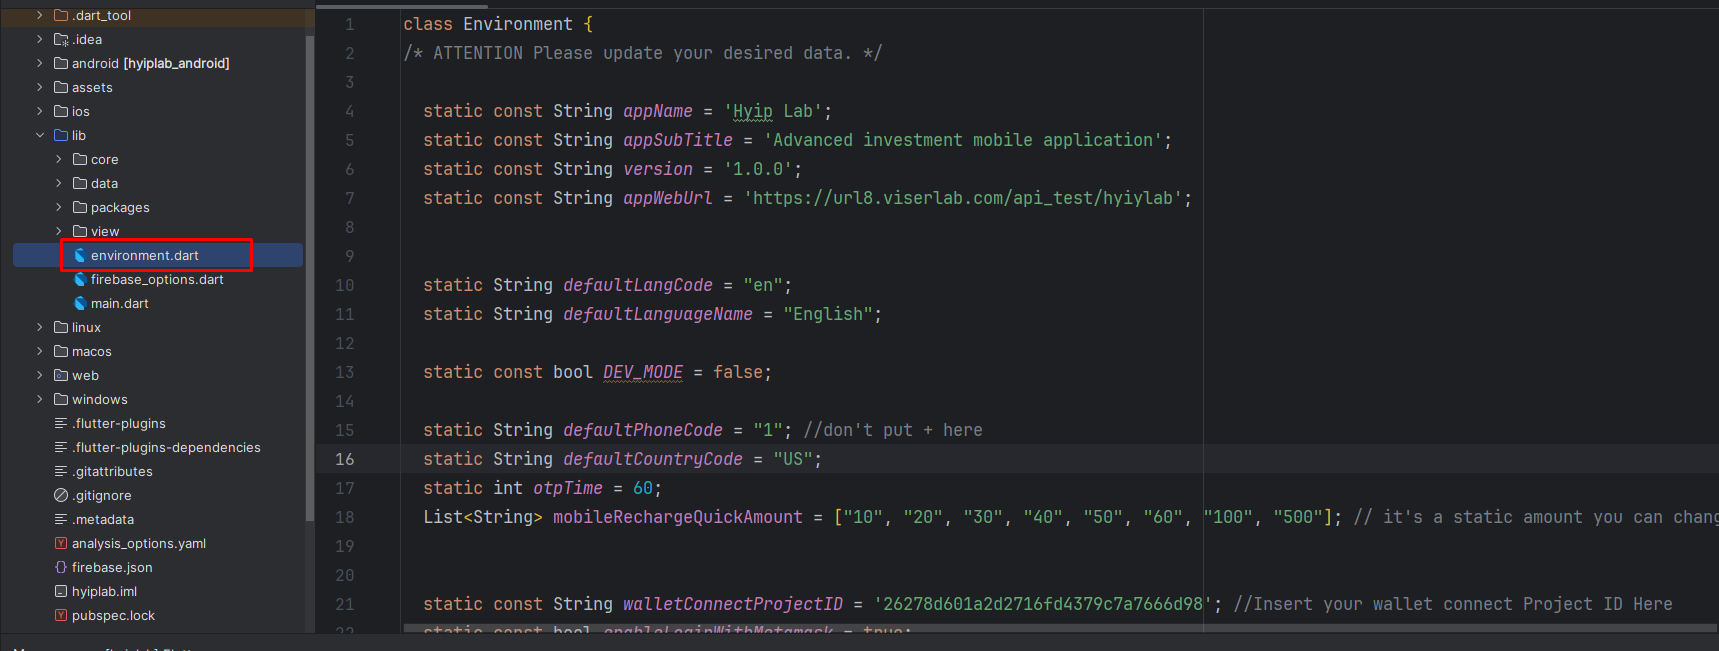 .dart_tool
.idea
android [hyiplab_android]
assets
ios
lib
core
data
packages
view
environment.dart
firebase_options.dart
main.dart
linux
macos
web
windows
.flutter-plugins
.flutter-plugins-dependencies
.gitattributes
.gitignore
.metadata
analysis_options.yaml
firebase.json
hyiplab.iml
pubspec.lock
1 class Environment {
2 /* ATTENTION Please update your desired data. */
3
4 static const String appName = 'Hyip Lab';
5 static const String appSubTitle = 'Advanced investment mobile application';
6 static const String version = '1.0.0';
7 static const String appWebUrl = 'https://url8.viserlab.com/api_test/hyiylab';
8
9
10 static String defaultLangCode = "en";
11 static String defaultLanguageName = "English";
12
13 static const bool DEV_MODE = false;
14
15 static String defaultPhoneCode = "1"; //don't put + here
16 static String defaultCountryCode = "US";
17 static int otpTime = 60;
18 List<String> mobileRechargeQuickAmount = ["10", "20", "30", "40", "50", "60", "100", "500"]; // it's a static amount you can chang
19
20
21 static const String walletConnectProjectID = '26278d601a2d2716fd4379c7a7666d98'; //Insert your wallet connect Project ID Here
22 static const bool enableLoginWithMetamask = true;